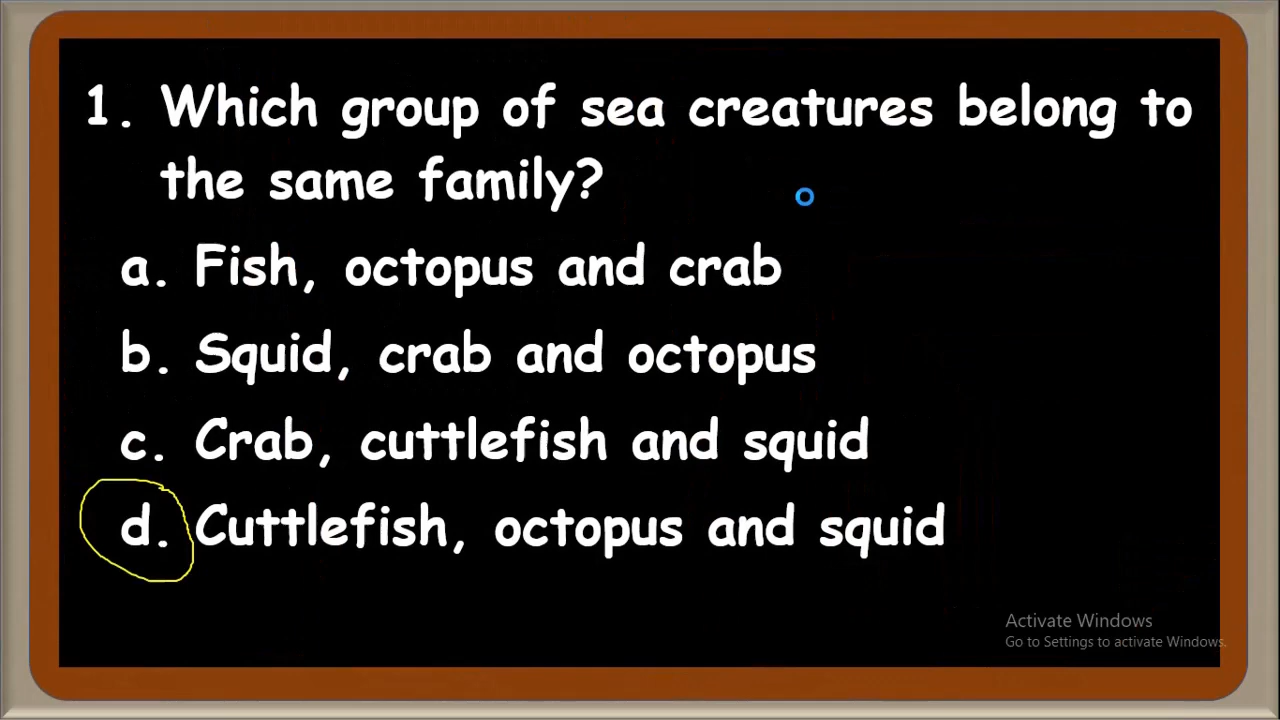 1. Which group of sea creatures belong to
the same family?
a. Fish, octopus and crab
b. Squid, crab and octopus
c. Crab, cuttlefish and squid
d. Cuttlefish, octopus and squid
Activate Windows
Go to Settings to activate Windows.